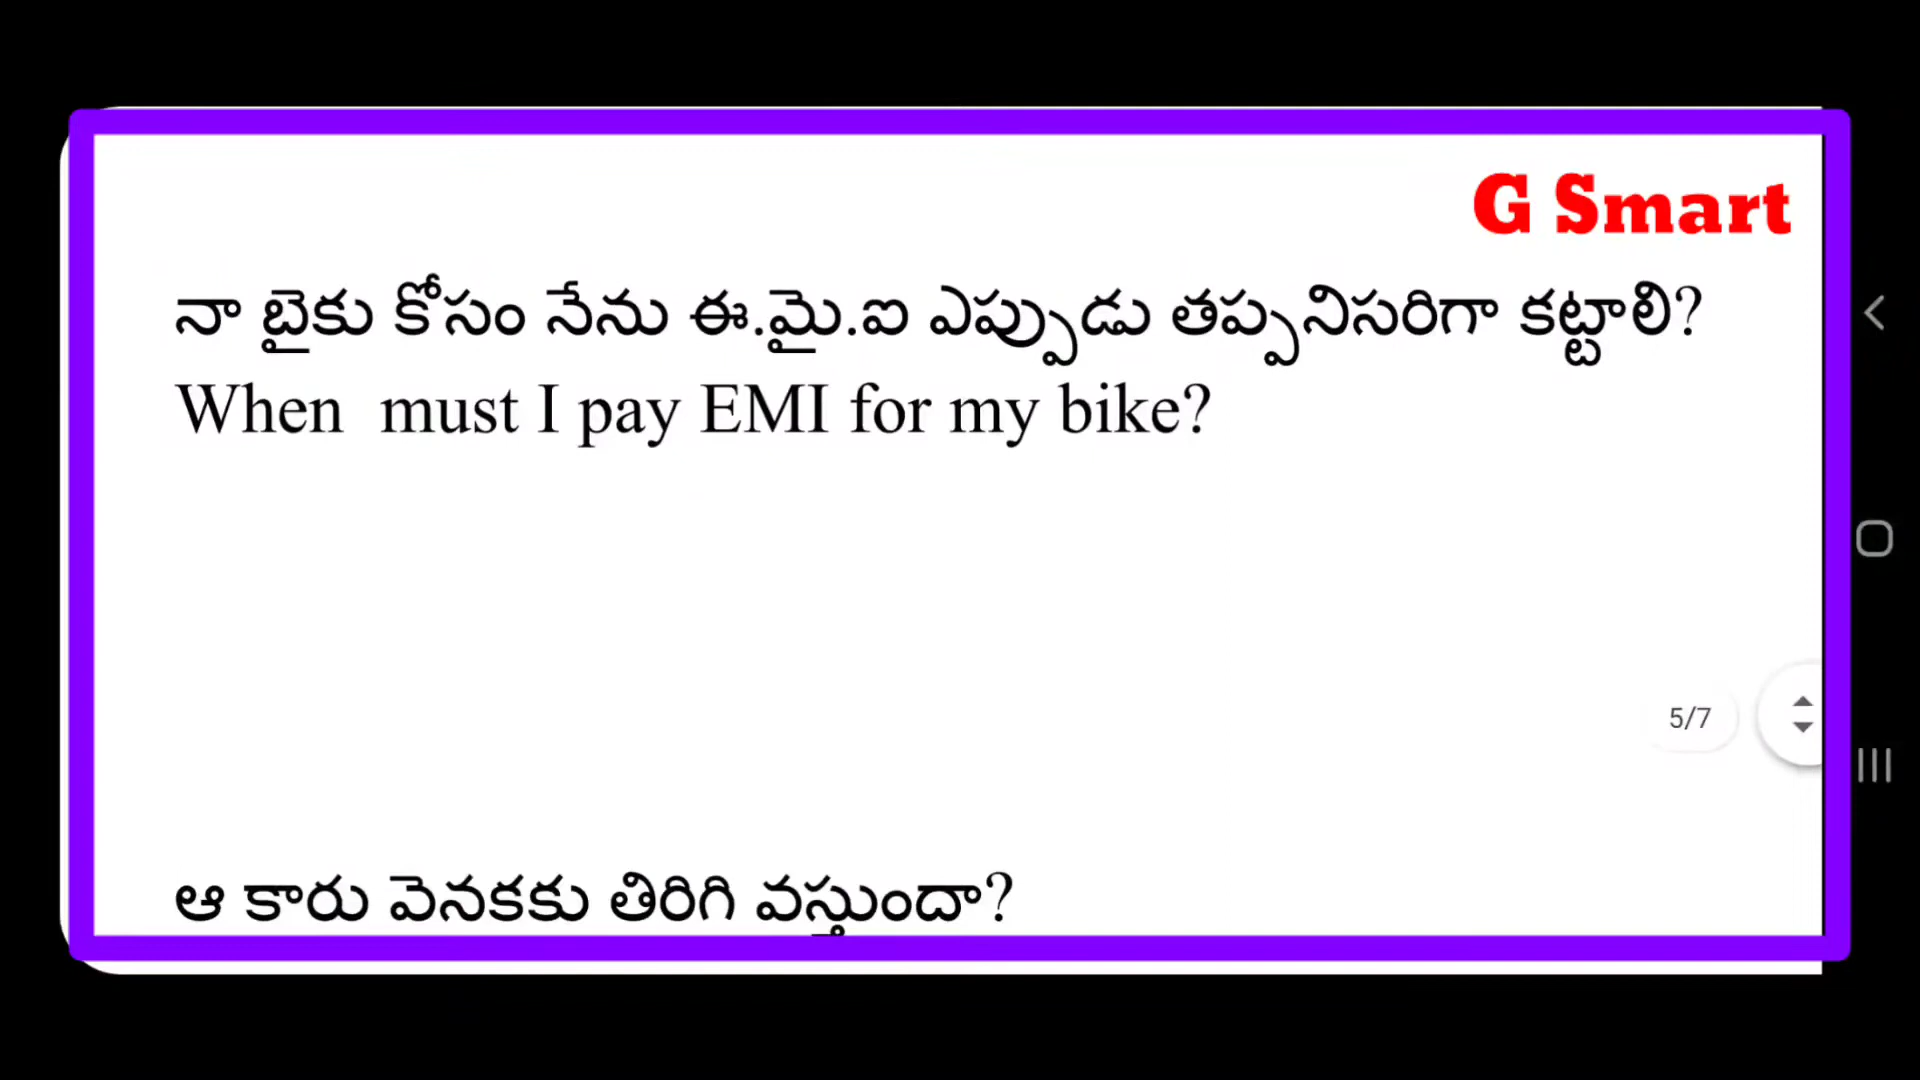 G Smart
నా బైకు కోసం నేను ఈ.మై.ఐ ఎప్పుడు తప్పనిసరిగా కట్టాలి?
When must I pay EMI for my bike?
5/7
ఆ కారు వెనకకు తిరిగి వస్తుందా?